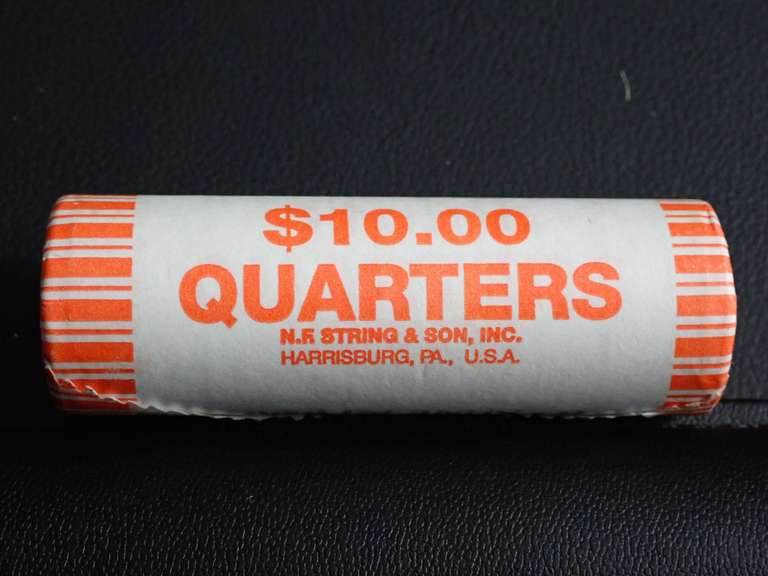 $10.00
QUARTERS
N.F. STRING & SON, INC.
HARRISBURG, PA., U.S.A.